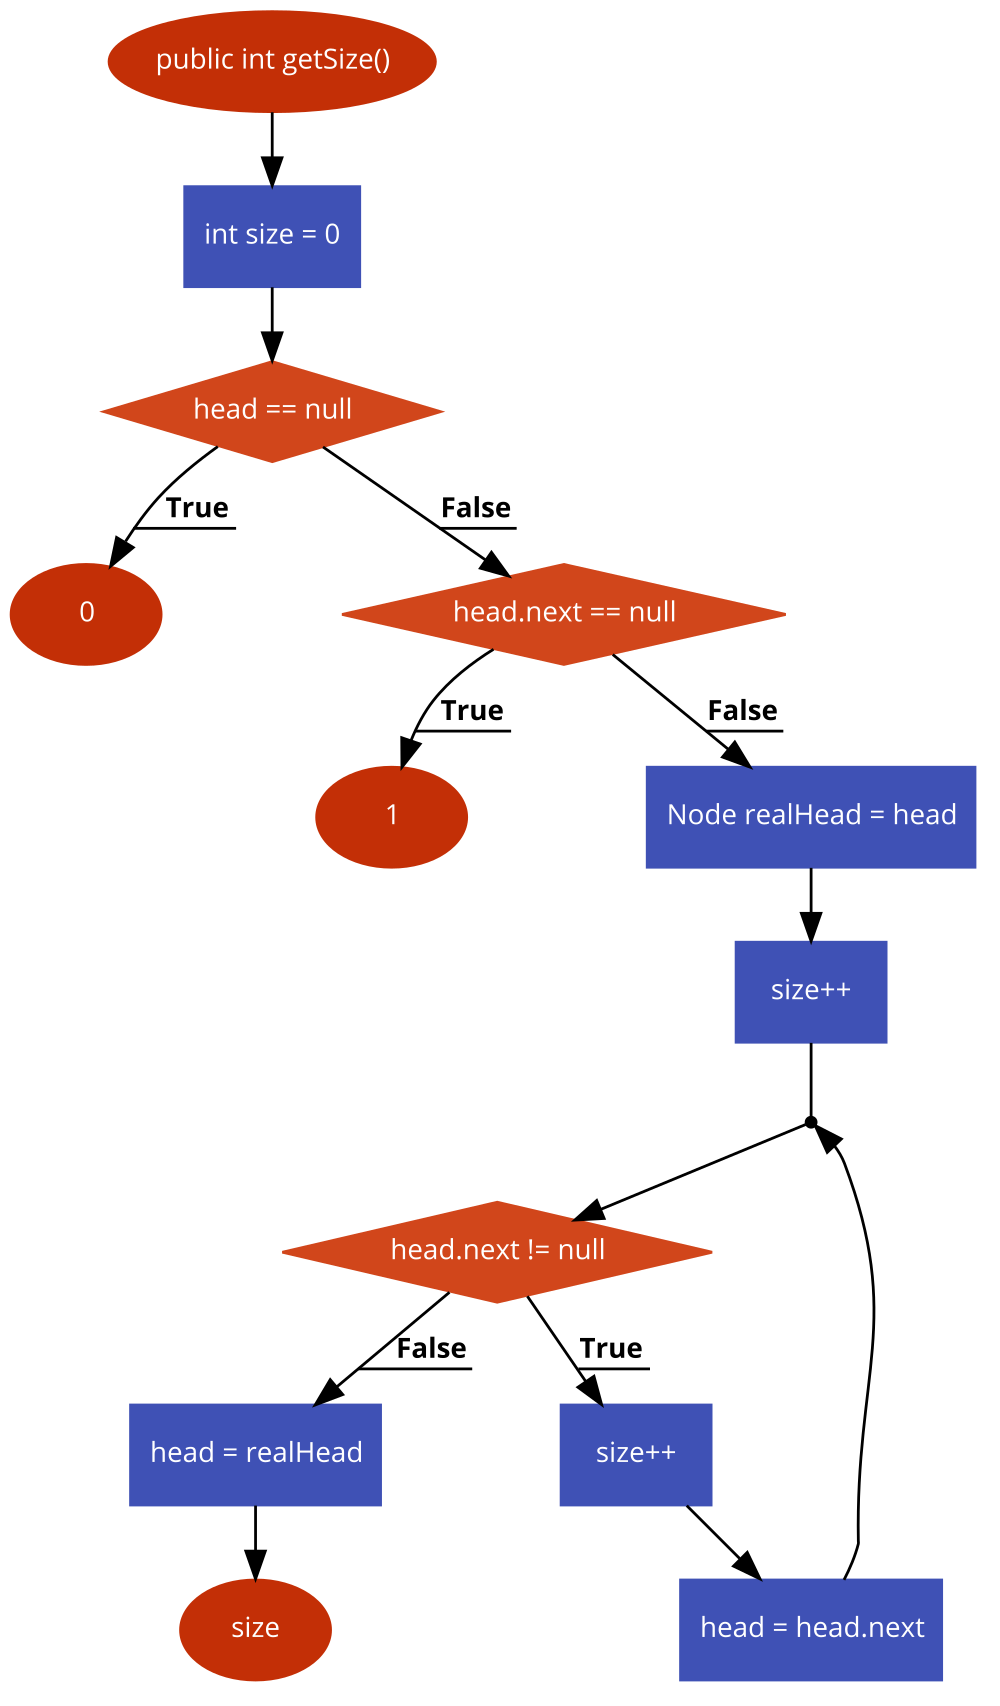 public int getSize()
int size = 0
head == null
True
False
0
head.next == null
True
False
1
Node realHead = head
size++
head.next != null
False
True
head = realHead
size++
size
head = head.next